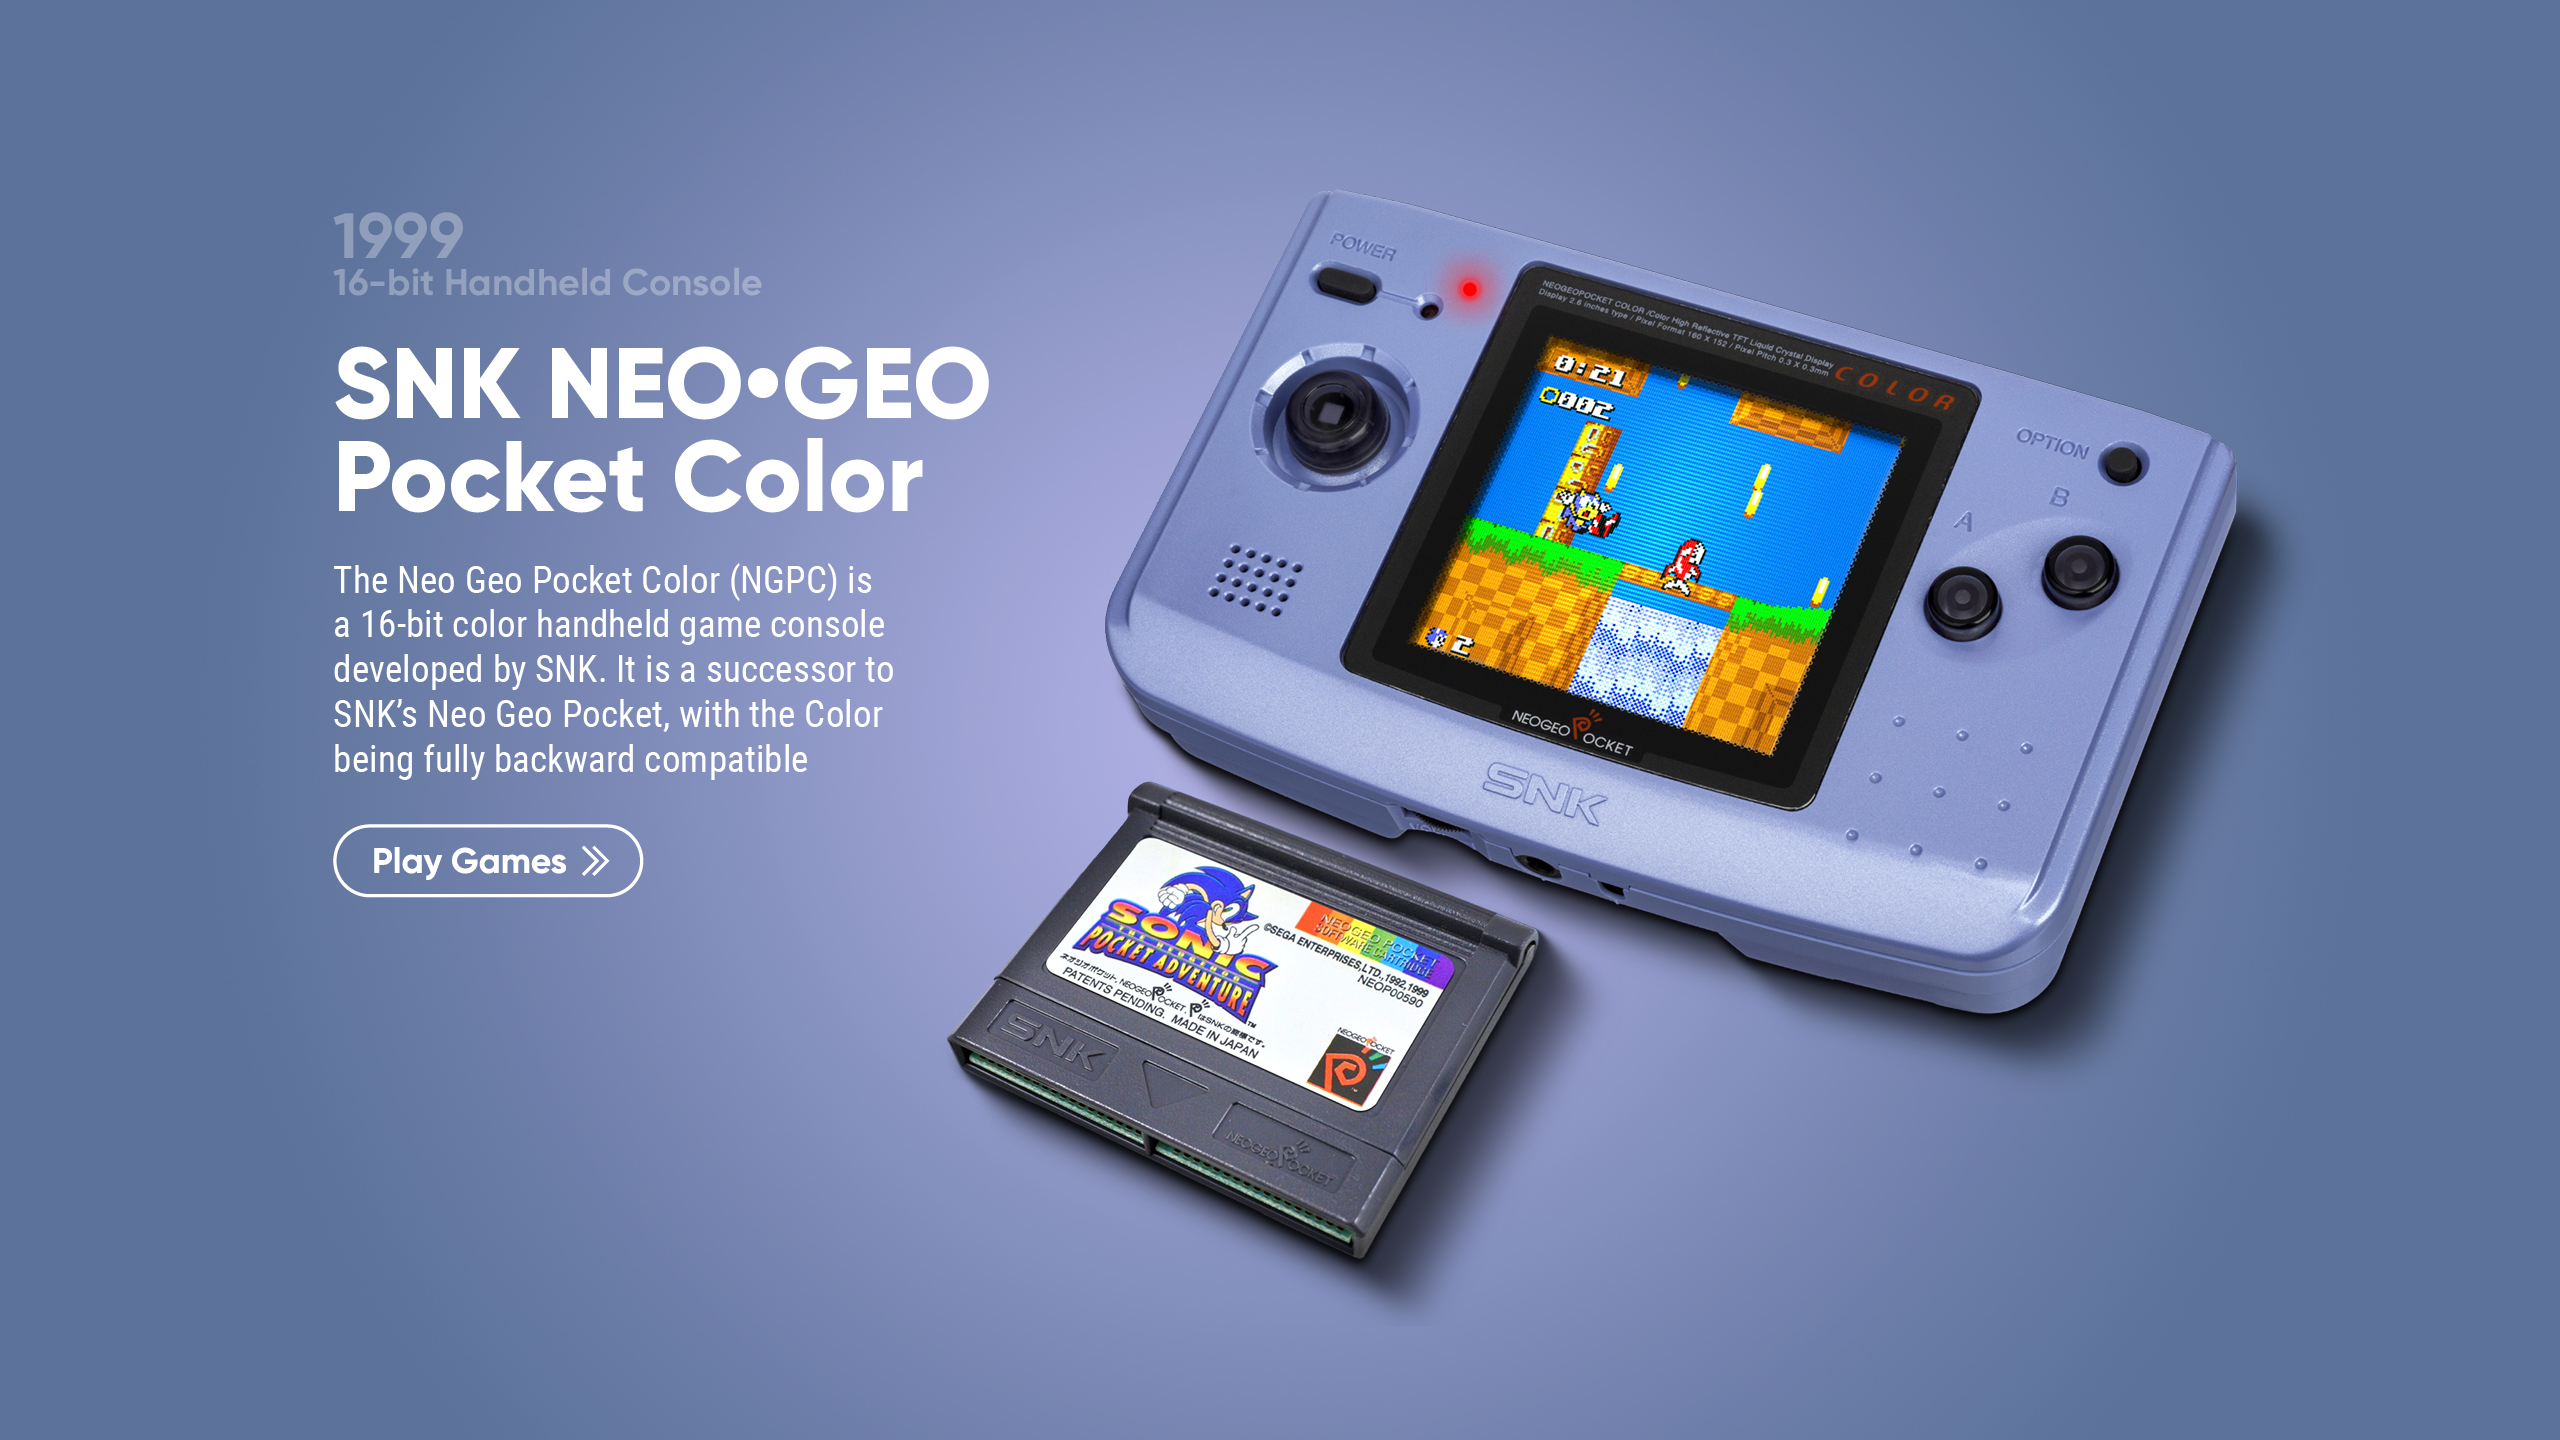 1999
16-bit Handheld Console
SNK NEO•GEO
Pocket Color
The Neo Geo Pocket Color (NGPC) is
a 16-bit color handheld game console
developed by SNK. It is a successor to
SNK’s Neo Geo Pocket, with the Color
being fully backward compatible
Play Games
POWER
NEOGEOPOCKET COLOR /Color High Reflective TFT Liquid Crystal Display
Display 2.6 inches type / Pixel Format 160 X 152 / Pixel Pitch 0.3 X 0.3mm
COLOR
0:21
002
2
OPTION
B
A
NEOGEO POCKET
SNK
SONIC
THE HEDGEHOG
POCKET ADVENTURE™
NEOGEO POCKET
SOFTWARE CARTRIDGE
©SEGA ENTERPRISES,LTD.,1992,1999
NEOP00590
ネオジオポケット, NEOGEO POCKET, P はSNKの商標です。
PATENTS PENDING. MADE IN JAPAN
NEOGEO POCKET
SNK
NEOGEO POCKET